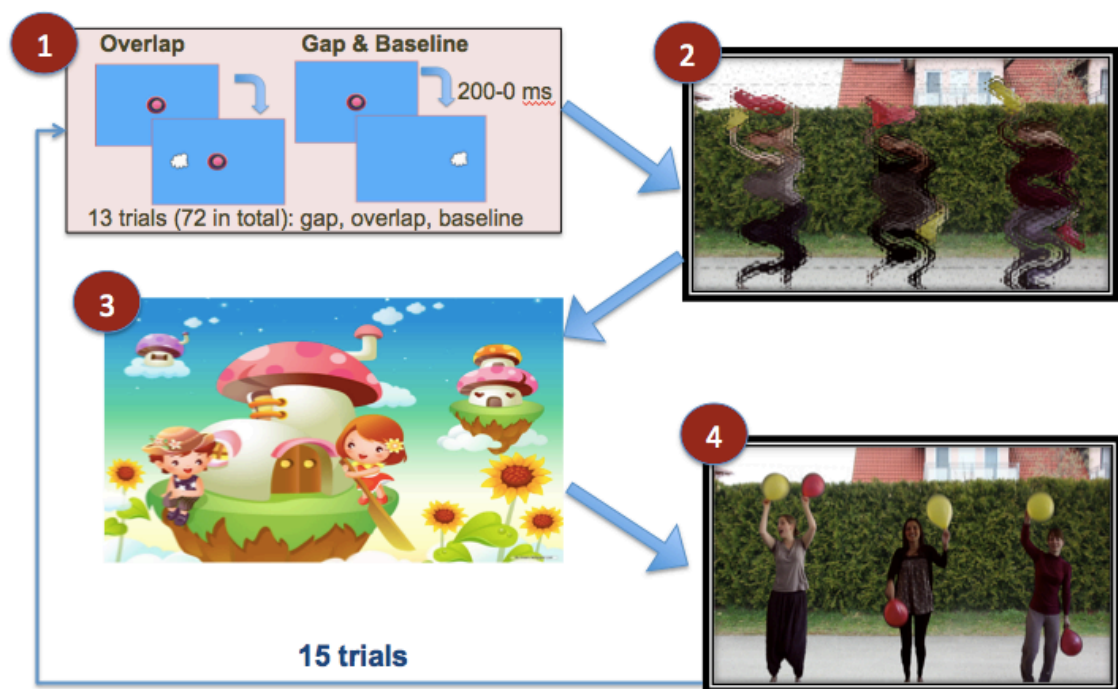 1
Overlap
Gap & Baseline
200-0 ms
13 trials (72 in total): gap, overlap, baseline
2
3
4
15 trials